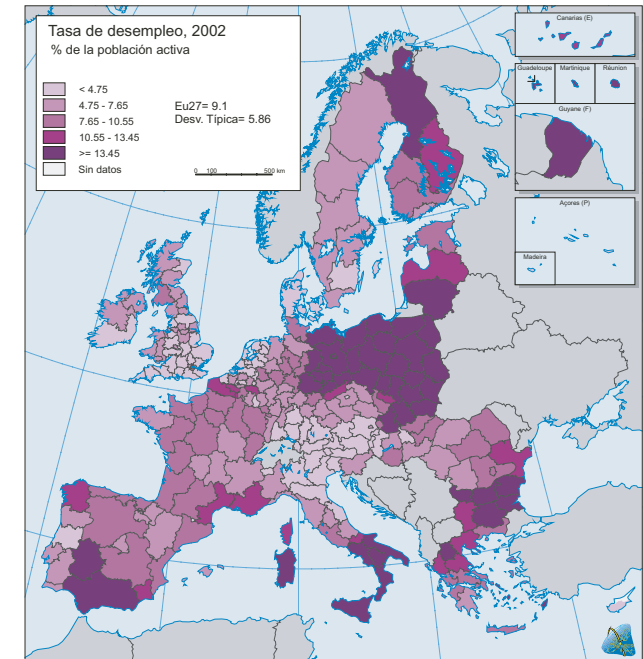 Tasa de desempleo, 2002
% de la población activa
< 4.75
4.75 - 7.65
7.65 - 10.55
10.55 - 13.45
>= 13.45
Sin datos
Eu27= 9.1
Desv. Típica= 5.86
0 100 500 km
Canarias (E)
Guadeloupe Martinique Réunion
Guyane (F)
Açores (P)
Madeira